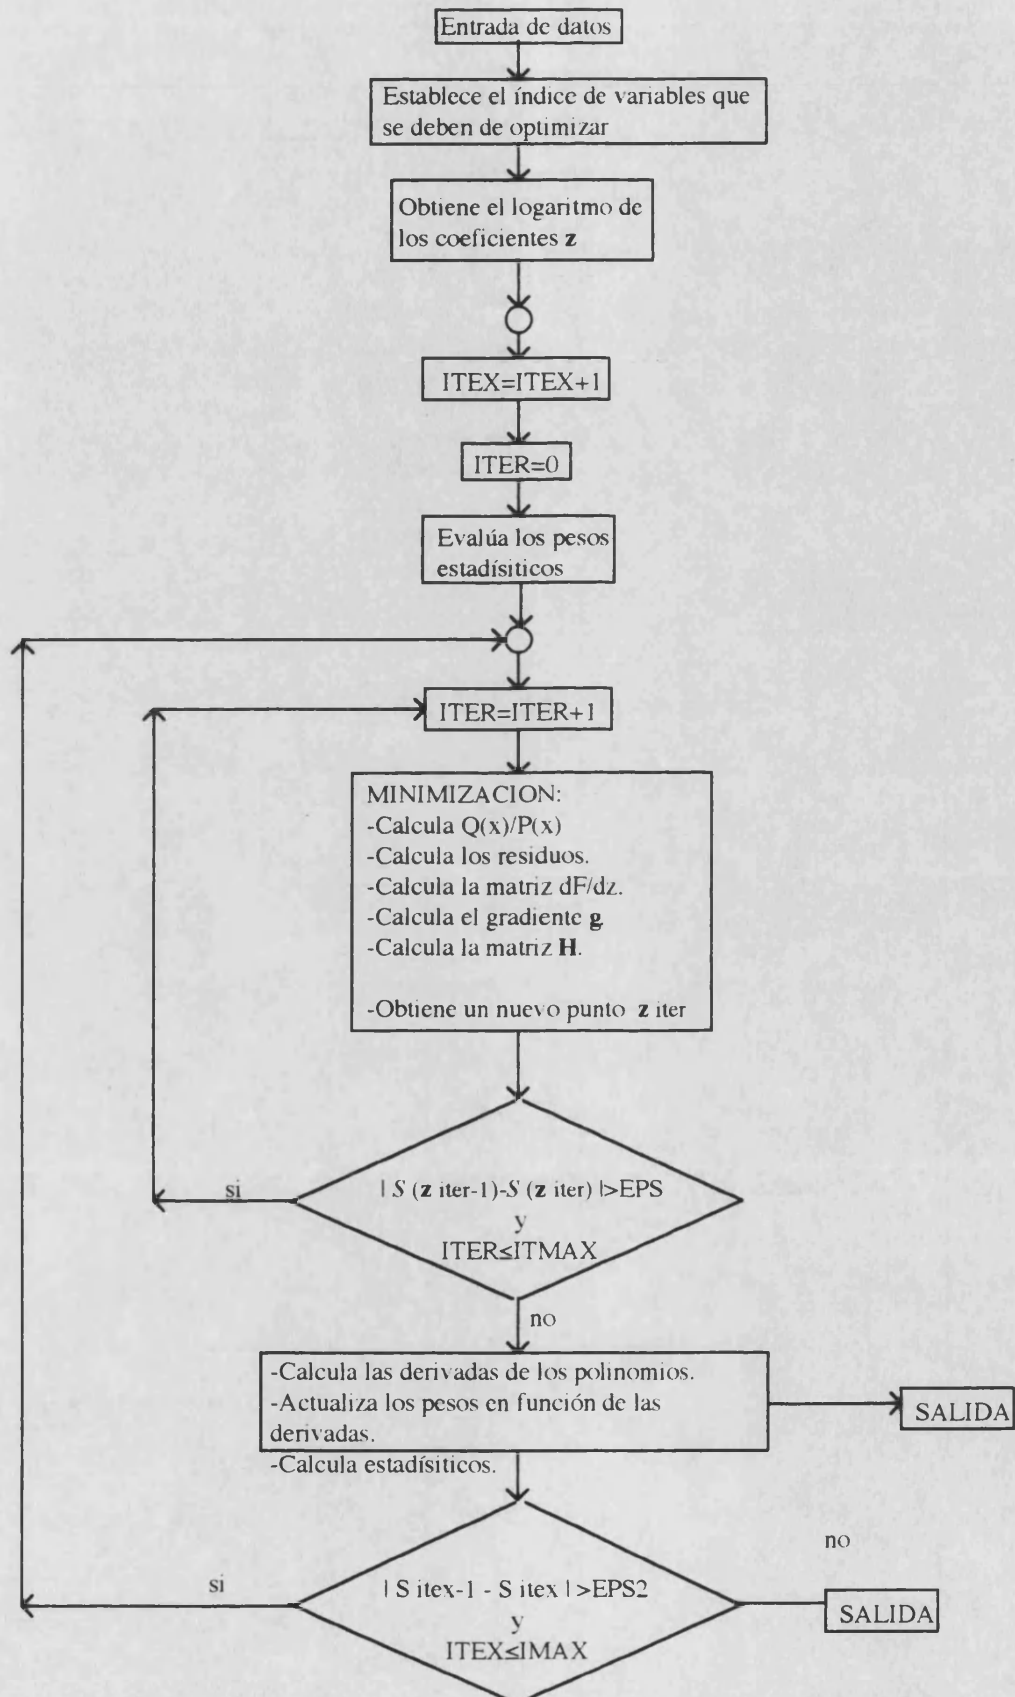 Entrada de datos
Establece el índice de variables que
se deben de optimizar
Obtiene el logaritmo de
los coeficientes z
ITEX=ITEX+1
ITER=0
Evalúa los pesos
estadísiticos
ITER=ITER+1
MINIMIZACION:
-Calcula Q(x)/P(x)
-Calcula los residuos.
-Calcula la matriz dF/dz.
-Calcula el gradiente g
-Calcula la matriz H.
-Obtiene un nuevo punto z iter
si
| S (z iter-1)-S (z iter) |>EPS
y
ITER≤ITMAX
no
-Calcula las derivadas de los polinomios.
-Actualiza los pesos en función de las
derivadas.
-Calcula estadísiticos.
SALIDA
no
si
| S itex-1 - S itex | >EPS2
y
ITEX≤IMAX
SALIDA